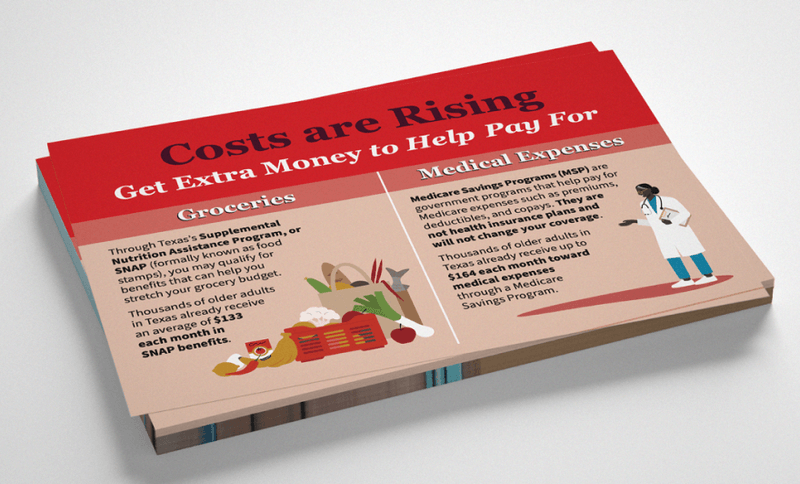 Costs are Rising
Get Extra Money to Help Pay For
Groceries
Through Texas's Supplemental
Nutrition Assistance Program, or
SNAP (formally known as food
stamps), you may qualify for
benefits that can help you
stretch your grocery budget.
Thousands of older adults
in Texas already receive
an average of $133
each month in
SNAP benefits.
Medical Expenses
Medicare Savings Programs (MSP) are
government programs that help pay for
Medicare expenses such as premiums,
deductibles, and copays. They are
not health insurance plans and
will not change your coverage.
Thousands of older adults in
Texas already receive up to
$164 each month toward
medical expenses
through a Medicare
Savings Program.